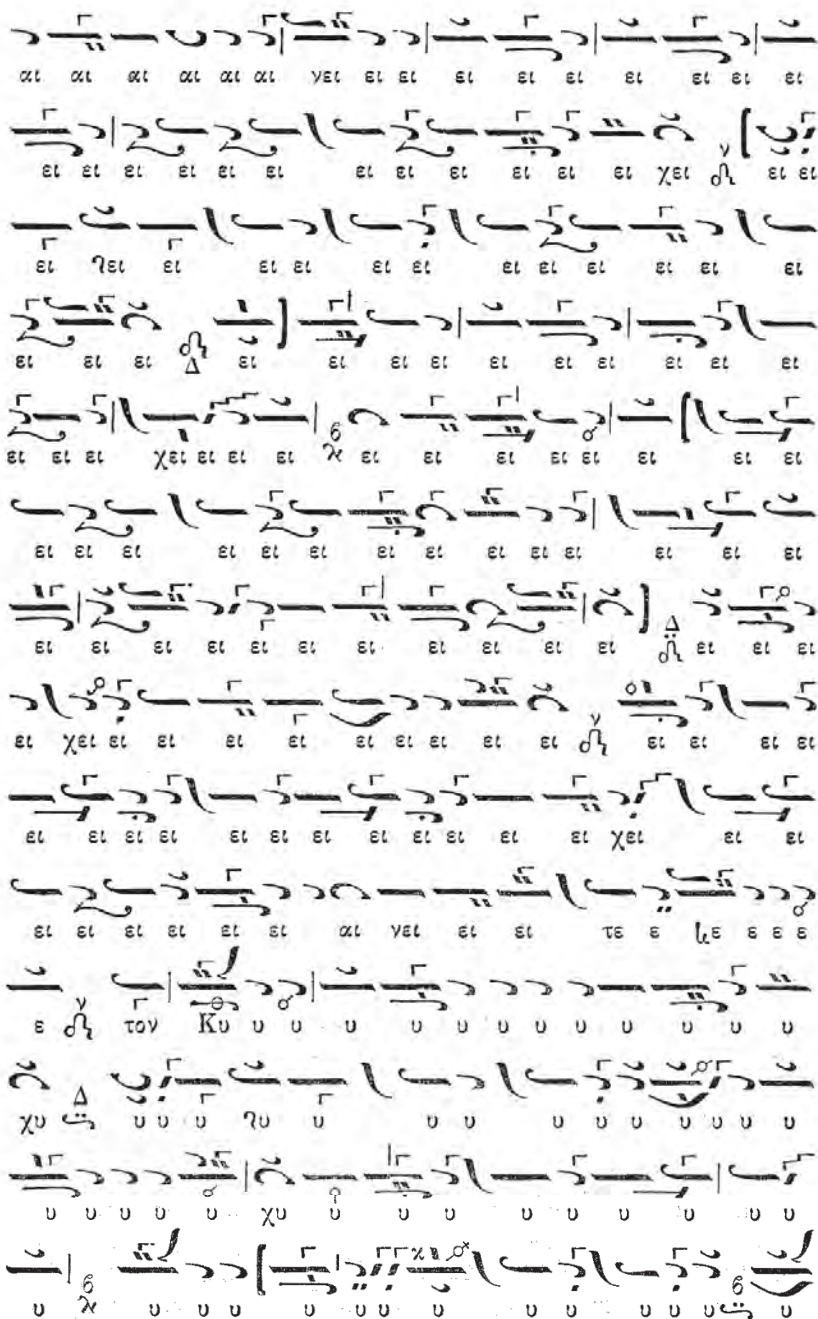 αι αι αι αι αι αι νει ει ει ει ει ει ει ει ει ει
ει ει ει ει ει ει ει ει ει ει ει ει χει ν ει ει
ει ει ει ει ει ει ει ει ει ει ει ει ει
ει ει ει Δ ει ει ει ει ει ει ει ει ει ει
ει ει ει χει ει ει ει ει ει ει ει ει ει ει ει
ει ει ει ει ει ει ει ει ει ει ει ει ει ει
ει ει ει ει ει ει ει ει ει ει ει Δ ει ει ει
ει χει ει ει ει ει ει ει ει ει ει ν ει ει ει ει
ει ει ει ει ει ει ει ει ει ει ει ει χει ει ει
ει ει ει ει ει ει ει αι νει ει ει τε ε ε ε ε
ε ν τον Κυ υ υ υ υ υ υ υ υ υ υ υ υ
χυ Δ υ υ υ υ υ υ υ υ υ υ υ υ υ υ
υ υ υ υ υ χυ υ υ υ υ υ υ υ υ υ
υ υ υ υ υ υ υ υ υ υ υ υ υ υ υ